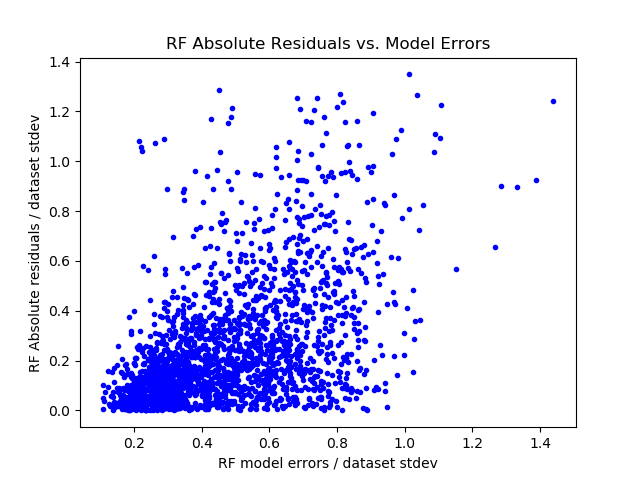 RF Absolute Residuals vs. Model Errors
1.4
1.2
1.0
0.8
0.6
0.4
0.2
0.0
RF Absolute residuals / dataset stdev
0.2 0.4 0.6 0.8 1.0 1.2 1.4
RF model errors / dataset stdev